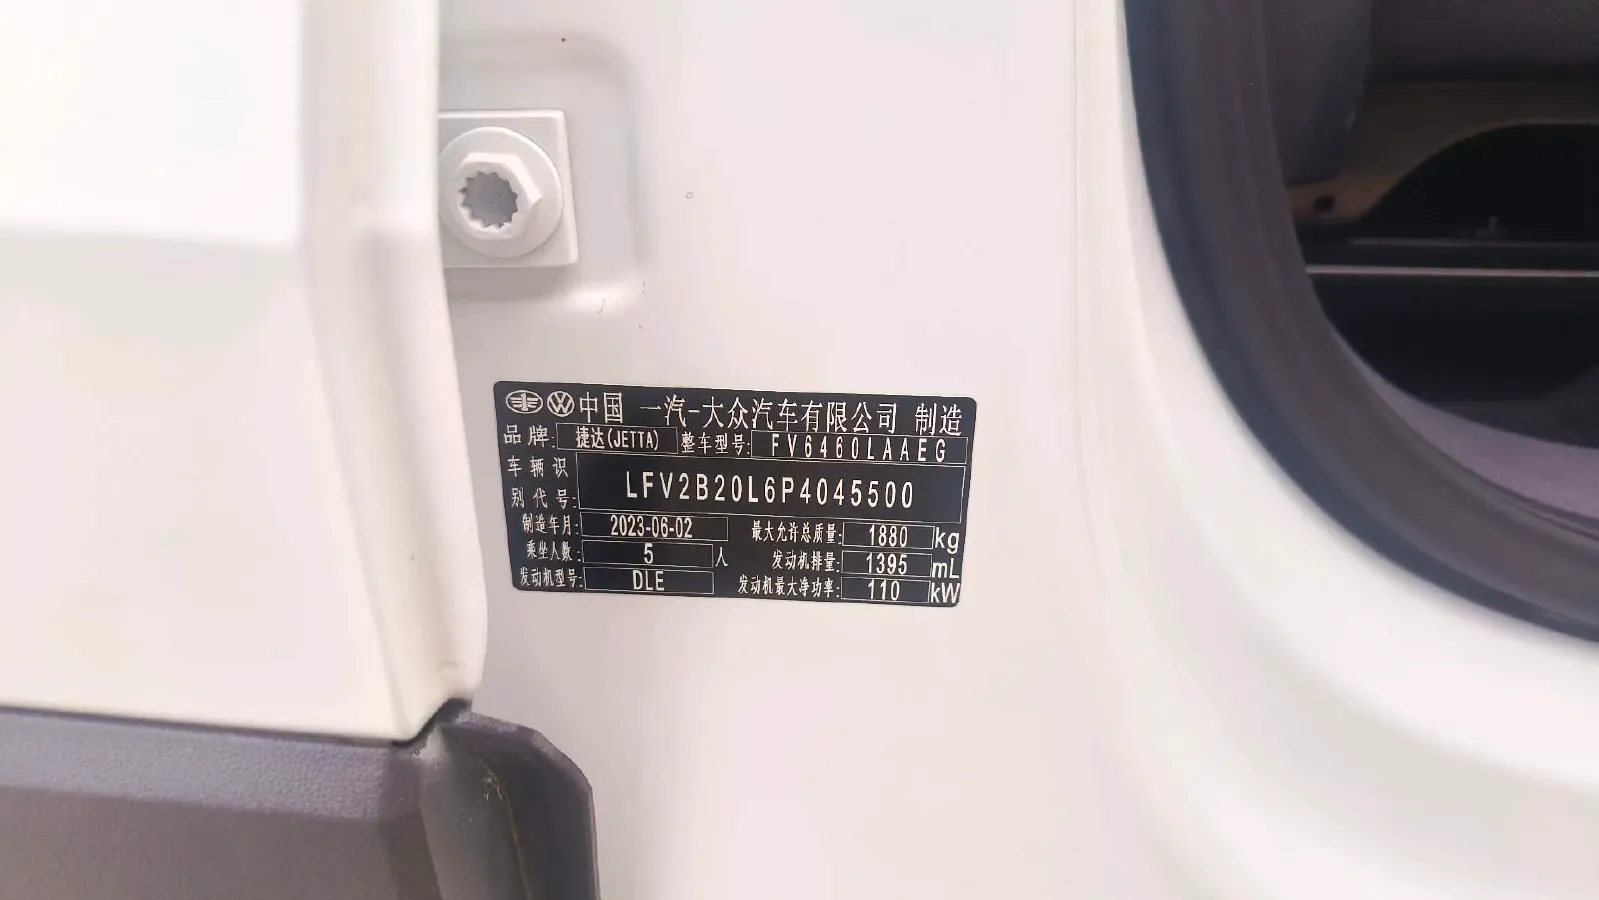 中国 一汽-大众汽车有限公司 制造
品牌: 捷达(JETTA) 整车型号: FV6460LAAEG
车辆识别代号: LFV2B20L6P4045500
制造年月: 2023-06-02 最大允许总质量: 1880 kg
乘坐人数: 5 人 发动机排量: 1395 mL
发动机型号: DLE 发动机最大净功率: 110 kW